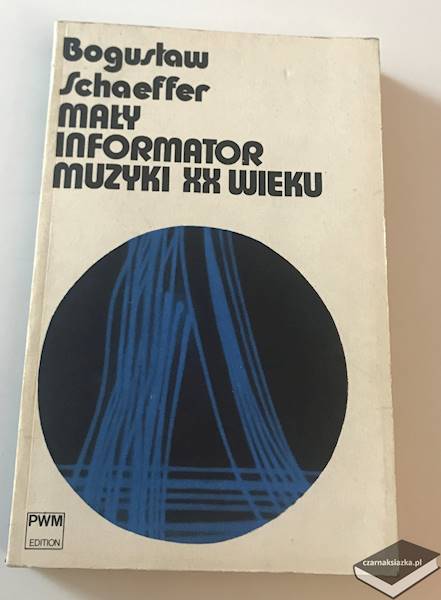 Bogusław
Schaeffer
MAŁY
INFORMATOR
MUZYKI XX WIEKU
PWM
EDITION
czarnaksiazka.pl